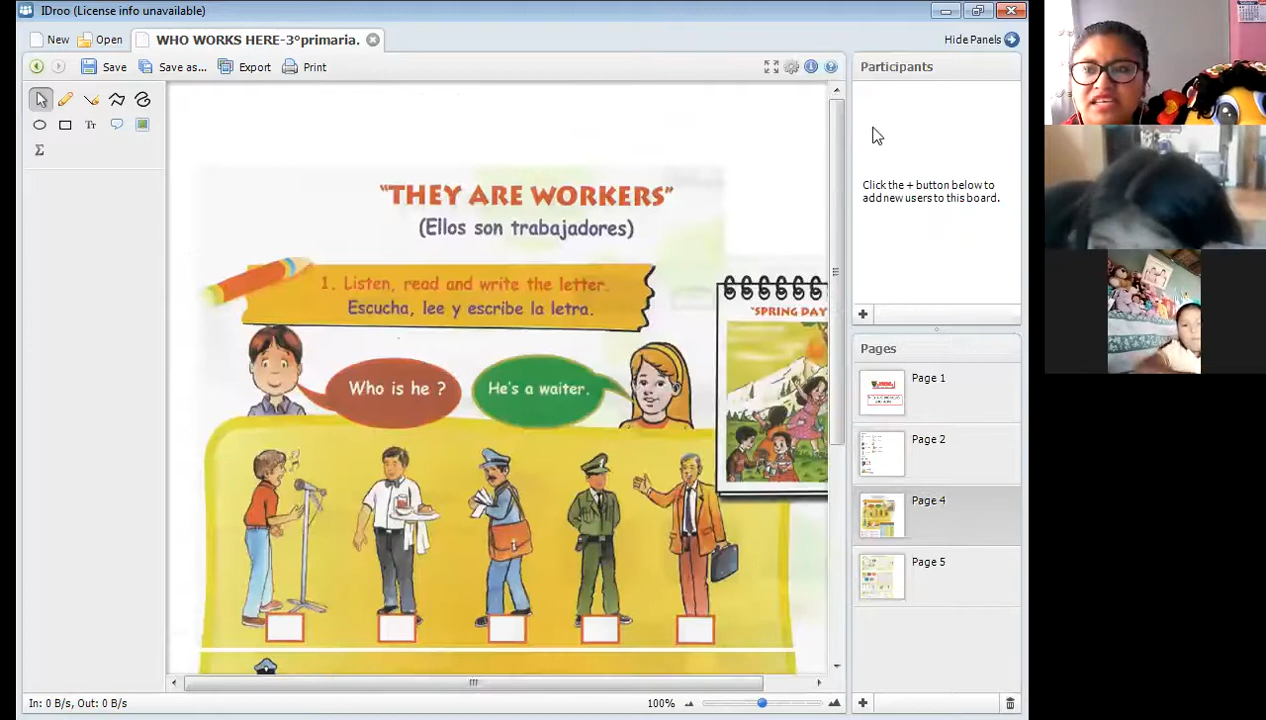 IDroo (License info unavailable)
New
Open
WHO WORKS HERE-3°primaria.
Hide Panels
Save
Save as...
Export
Print
Participants
Click the + button below to
add new users to this board.
"THEY ARE WORKERS"
(Ellos son trabajadores)
1. Listen, read and write the letter.
Escucha, lee y escribe la letra.
"SPRING DAY
Who is he ?
He's a waiter.
Pages
Page 1
Page 2
Page 4
Page 5
In: 0 B/s, Out: 0 B/s
100%